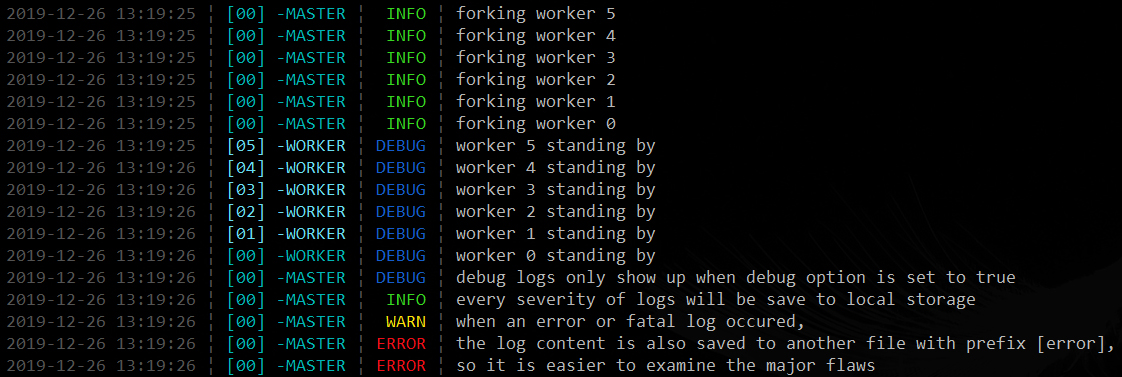 2019-12-26 13:19:25 ¦ [00] -MASTER ¦ INFO ¦ forking worker 5
2019-12-26 13:19:25 ¦ [00] -MASTER ¦ INFO ¦ forking worker 4
2019-12-26 13:19:25 ¦ [00] -MASTER ¦ INFO ¦ forking worker 3
2019-12-26 13:19:25 ¦ [00] -MASTER ¦ INFO ¦ forking worker 2
2019-12-26 13:19:25 ¦ [00] -MASTER ¦ INFO ¦ forking worker 1
2019-12-26 13:19:25 ¦ [00] -MASTER ¦ INFO ¦ forking worker 0
2019-12-26 13:19:25 ¦ [05] -WORKER ¦ DEBUG ¦ worker 5 standing by
2019-12-26 13:19:26 ¦ [04] -WORKER ¦ DEBUG ¦ worker 4 standing by
2019-12-26 13:19:26 ¦ [03] -WORKER ¦ DEBUG ¦ worker 3 standing by
2019-12-26 13:19:26 ¦ [02] -WORKER ¦ DEBUG ¦ worker 2 standing by
2019-12-26 13:19:26 ¦ [01] -WORKER ¦ DEBUG ¦ worker 1 standing by
2019-12-26 13:19:26 ¦ [00] -WORKER ¦ DEBUG ¦ worker 0 standing by
2019-12-26 13:19:26 ¦ [00] -MASTER ¦ DEBUG ¦ debug logs only show up when debug option is set to true
2019-12-26 13:19:26 ¦ [00] -MASTER ¦ INFO ¦ every severity of logs will be save to local storage
2019-12-26 13:19:26 ¦ [00] -MASTER ¦ WARN ¦ when an error or fatal log occured,
2019-12-26 13:19:26 ¦ [00] -MASTER ¦ ERROR ¦ the log content is also saved to another file with prefix [error],
2019-12-26 13:19:26 ¦ [00] -MASTER ¦ ERROR ¦ so it is easier to examine the major flaws